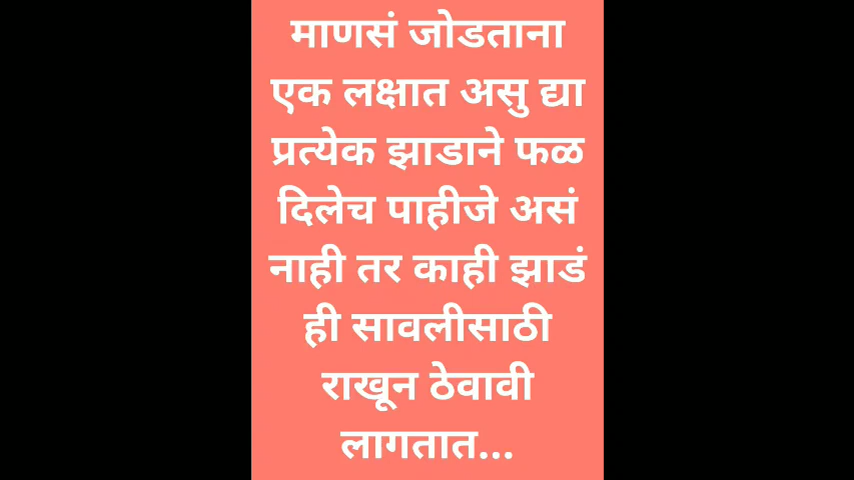 माणसं जोडताना
एक लक्षात असु द्या
प्रत्येक झाडाने फळ
दिलेच पाहीजे असं
नाही तर काही झाडं
ही सावलीसाठी
राखून ठेवावी
लागतात...